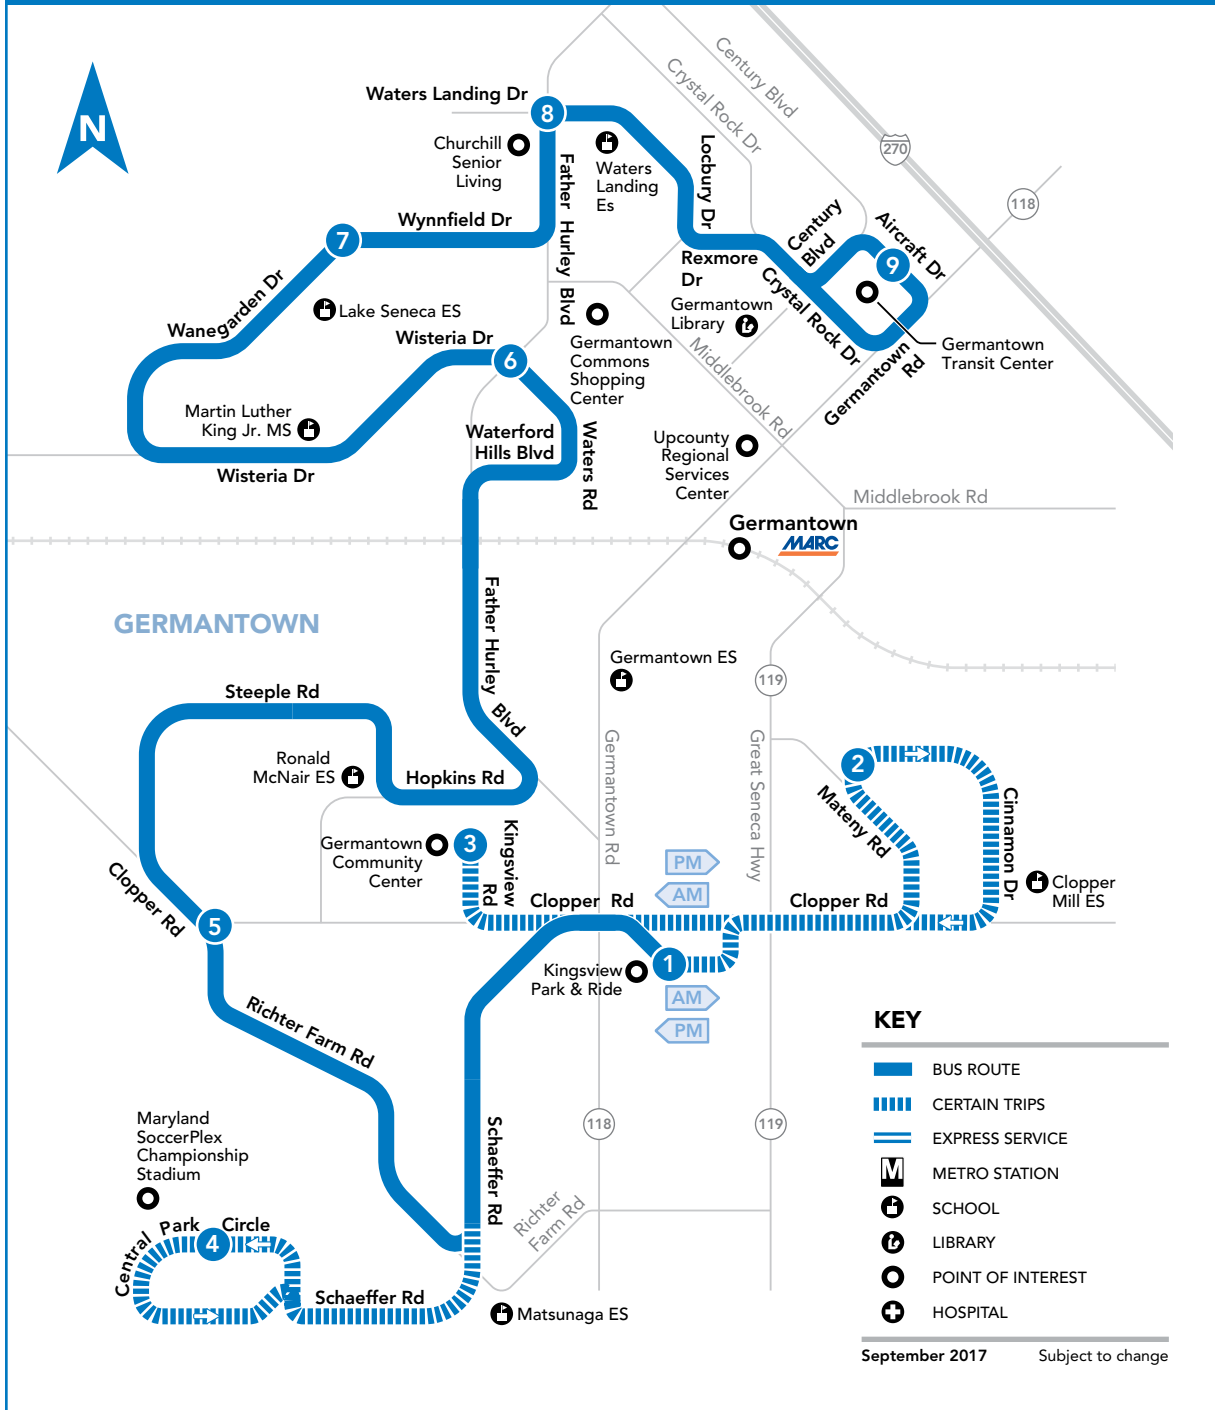 N
Waters Landing Dr
8
Century Blvd
Crystal Rock Dr
270
118
Churchill
Senior
Living
Waters
Landing
Es
Locbury Dr
Father Hurley Blvd
Wynnfield Dr
7
Century
Blvd
Aircraft Dr
9
Rexmore
Dr
Crystal Rock Dr
Wanegarden Dr
Lake Seneca ES
Germantown
Library
Wisteria Dr
6
Germantown
Commons
Shopping
Center
Middlebrook Rd
Germantown
Rd
Germantown
Transit Center
Martin Luther
King Jr. MS
Waterford
Hills Blvd
Waters Rd
Upcounty
Regional
Services
Center
Wisteria Dr
Middlebrook Rd
Germantown
MARC
GERMANTOWN
Father Hurley
Blvd
Germantown ES
119
Steeple Rd
Ronald
McNair ES
Hopkins Rd
Germantown Rd
Great Seneca Hwy
2
Mateny Rd
Cinnamon Dr
Germantown
Community
Center
3
Kingsview
Rd
PM
AM
Clopper
Mill ES
Clopper Rd
Clopper Rd
Clopper Rd
5
Kingsview
Park & Ride
1
AM
PM
Richter Farm Rd
Maryland
SoccerPlex
Championship
Stadium
Schaeffer Rd
118
119
Richter
Farm Rd
Central Park Circle
4
Schaeffer Rd
Matsunaga ES
KEY
BUS ROUTE
CERTAIN TRIPS
EXPRESS SERVICE
M
METRO STATION
SCHOOL
LIBRARY
POINT OF INTEREST
HOSPITAL
September 2017
Subject to change